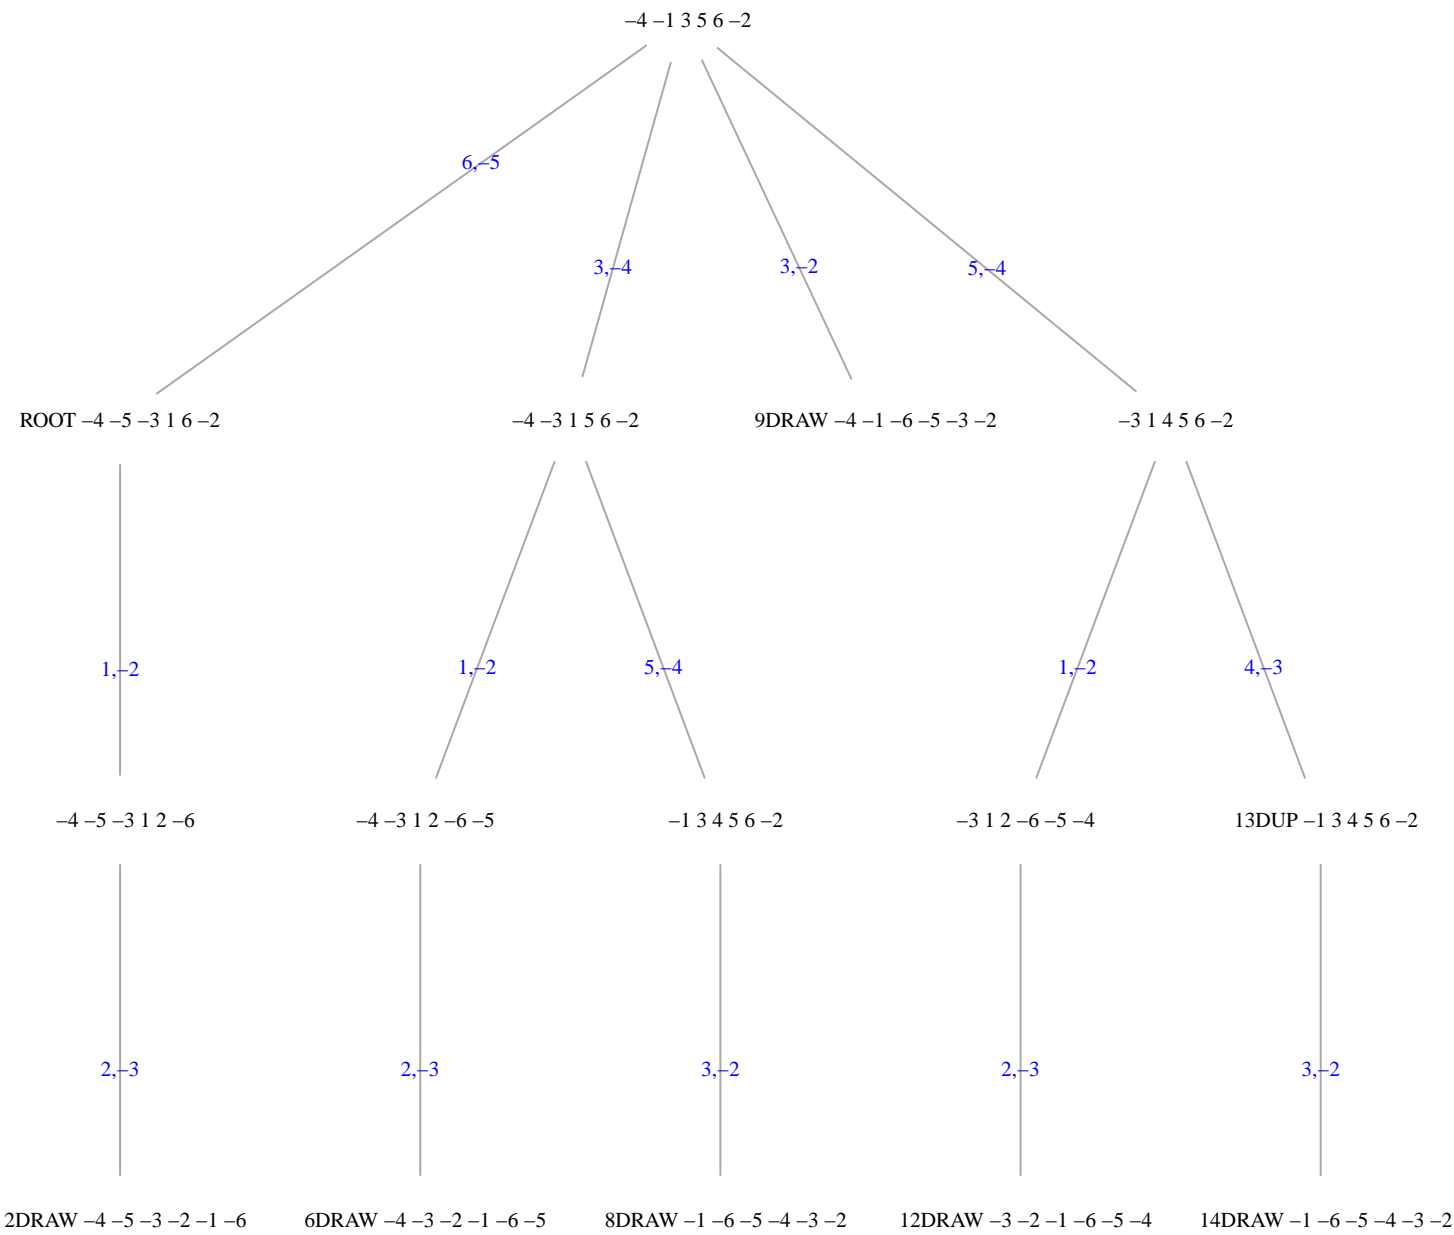 –4 –1 3 5 6 –2
6,–5
3,–4
3,–2
5,–4
ROOT –4 –5 –3 1 6 –2
–4 –3 1 5 6 –2
9DRAW –4 –1 –6 –5 –3 –2
–3 1 4 5 6 –2
1,–2
1,–2
5,–4
1,–2
4,–3
–4 –5 –3 1 2 –6
–4 –3 1 2 –6 –5
–1 3 4 5 6 –2
–3 1 2 –6 –5 –4
13DUP –1 3 4 5 6 –2
2,–3
2,–3
3,–2
2,–3
3,–2
2DRAW –4 –5 –3 –2 –1 –6
6DRAW –4 –3 –2 –1 –6 –5
8DRAW –1 –6 –5 –4 –3 –2
12DRAW –3 –2 –1 –6 –5 –4
14DRAW –1 –6 –5 –4 –3 –2